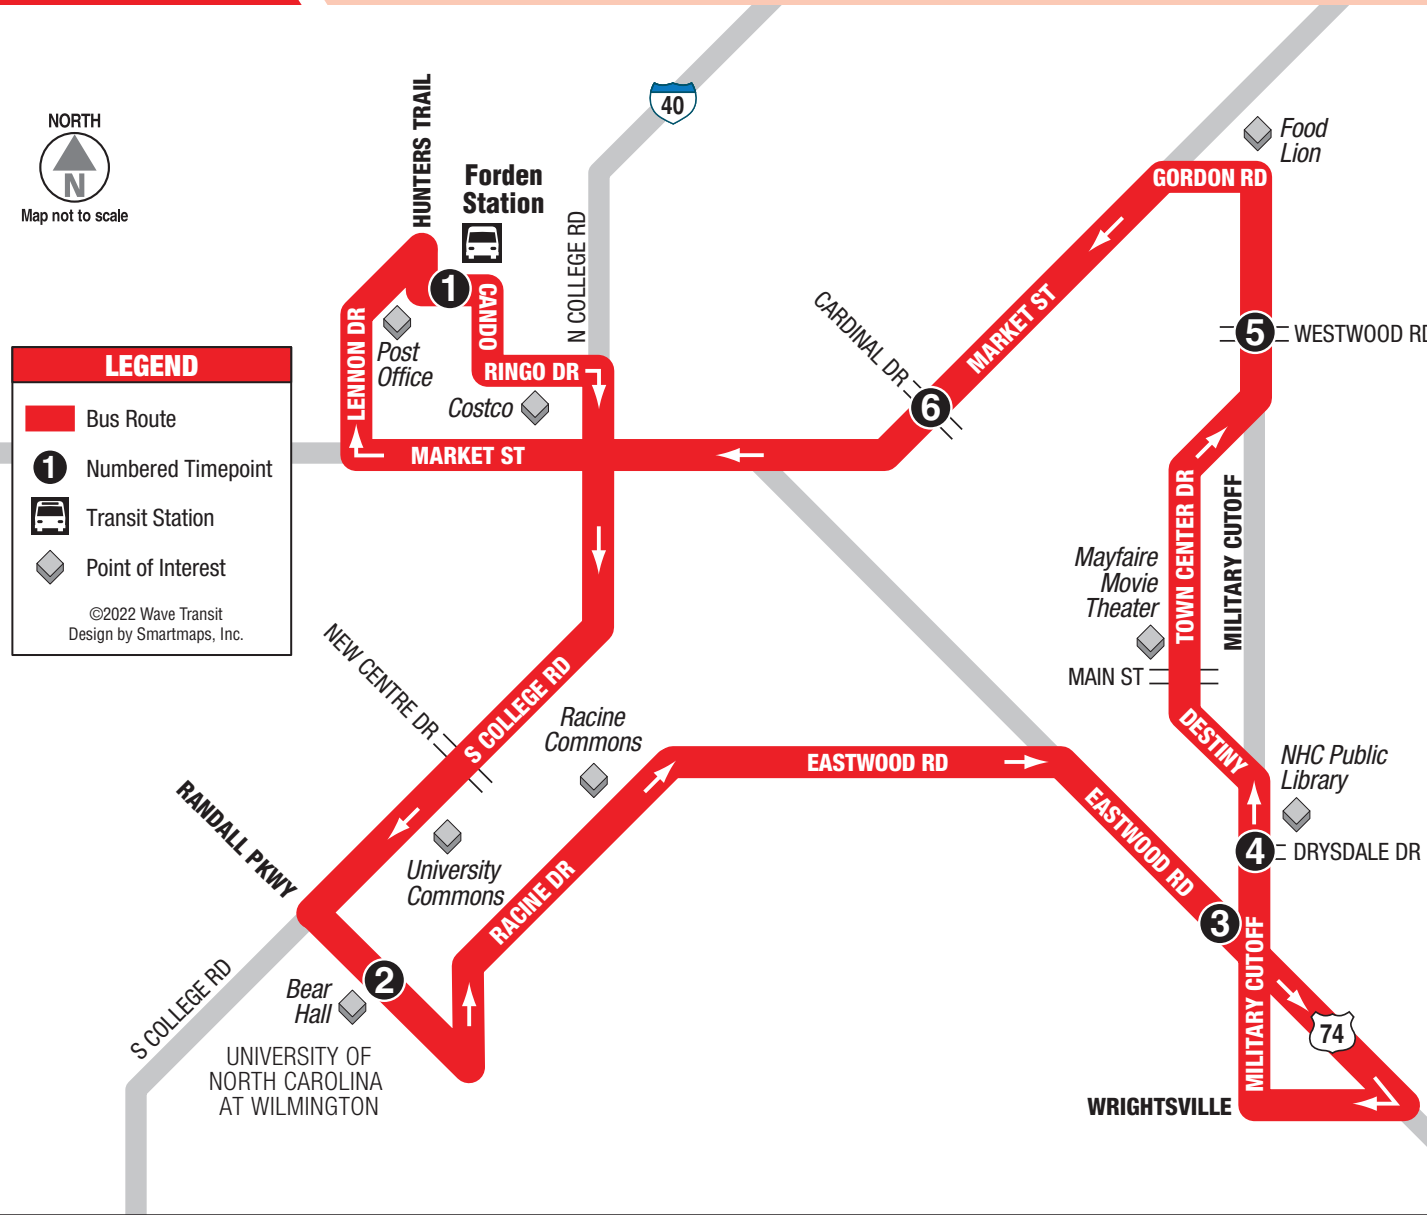 40
NORTH
N
Map not to scale
HUNTERS TRAIL
Forden
Station
N COLLEGE RD
Food
Lion
GORDON RD
1
CANDO
LENNON DR
Post
Office
RINGO DR
Costco
MARKET ST
CARDINAL DR
MARKET ST
6
5
WESTWOOD RD
LEGEND
Bus Route
1
Numbered Timepoint
Transit Station
Point of Interest
©2022 Wave Transit
Design by Smartmaps, Inc.
TOWN CENTER DR
MILITARY CUTOFF
Mayfaire
Movie
Theater
MAIN ST
DESTINY
NHC Public
Library
NEW CENTRE DR
S COLLEGE RD
Racine
Commons
EASTWOOD RD
EASTWOOD RD
RANDALL PKWY
University
Commons
RACINE DR
4
DRYSDALE DR
3
MILITARY CUTOFF
2
Bear
Hall
S COLLEGE RD
UNIVERSITY OF
NORTH CAROLINA
AT WILMINGTON
74
WRIGHTSVILLE